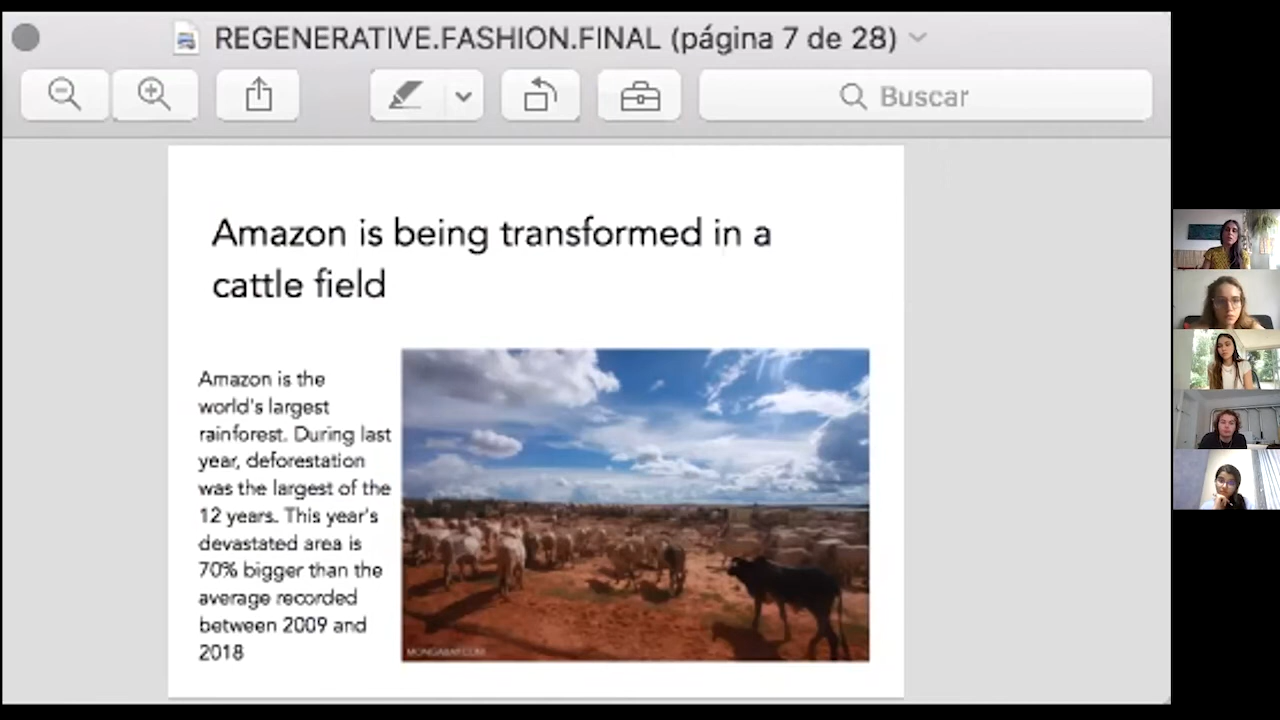 REGENERATIVE.FASHION.FINAL (página 7 de 28)
Buscar
Amazon is being transformed in a
cattle field
Amazon is the
world's largest
rainforest. During last
year, deforestation
was the largest of the
12 years. This year's
devastated area is
70% bigger than the
average recorded
between 2009 and
2018
MONGABAY.COM